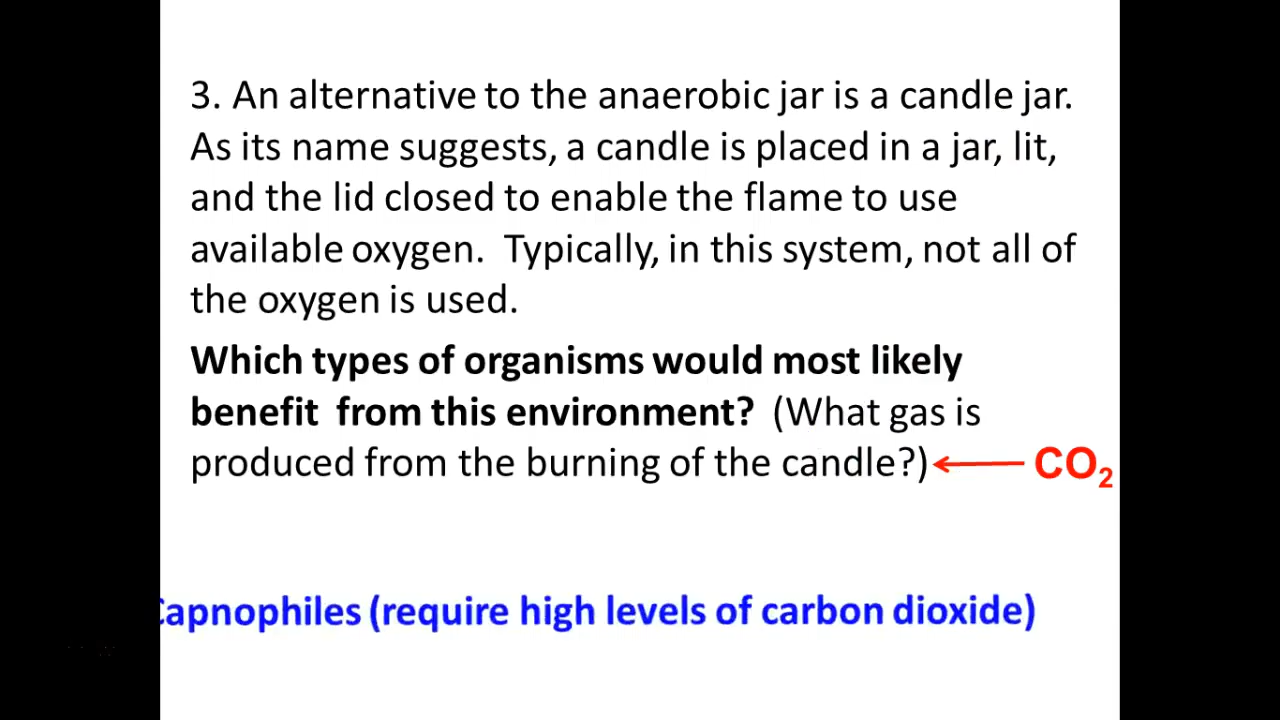 3. An alternative to the anaerobic jar is a candle jar.
As its name suggests, a candle is placed in a jar, lit,
and the lid closed to enable the flame to use
available oxygen.  Typically, in this system, not all of
the oxygen is used.
Which types of organisms would most likely
benefit  from this environment?  (What gas is
produced from the burning of the candle?) CO₂
Capnophiles (require high levels of carbon dioxide)